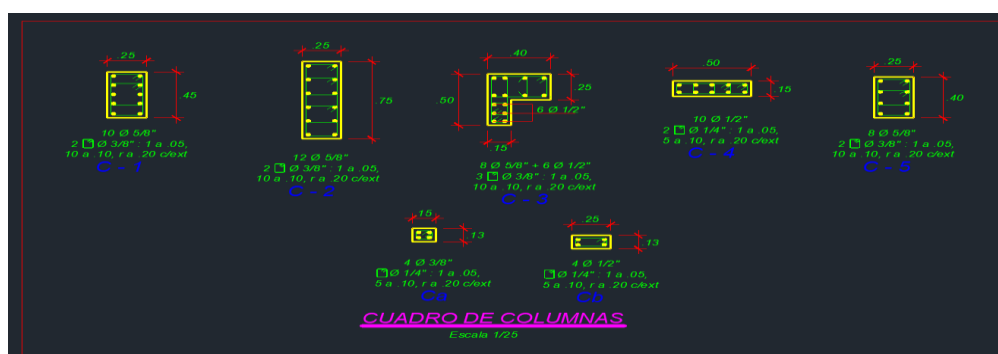 .25
.45
10 Ø 5/8"
2 Ø 3/8" : 1 a .05,
10 a .10, r a .20 c/ext
C - 1
.25
.75
12 Ø 5/8"
2 Ø 3/8" : 1 a .05,
10 a .10, r a .20 c/ext
C - 2
.40
.50
.25
6 Ø 1/2"
.15
8 Ø 5/8" + 6 Ø 1/2"
3 Ø 3/8" : 1 a .05,
10 a .10, r a .20 c/ext
C - 3
.50
.15
10 Ø 1/2"
2 Ø 1/4" : 1 a .05,
5 a .10, r a .20 c/ext
C - 4
.25
.40
8 Ø 5/8"
2 Ø 3/8" : 1 a .05,
10 a .10, r a .20 c/ext
C - 5
.15
.13
4 Ø 3/8"
Ø 1/4" : 1 a .05,
5 a .10, r a .20 c/ext
Ca
.25
.13
4 Ø 1/2"
Ø 1/4" : 1 a .05,
5 a .10, r a .20 c/ext
Cb
CUADRO DE COLUMNAS
Escala 1/25